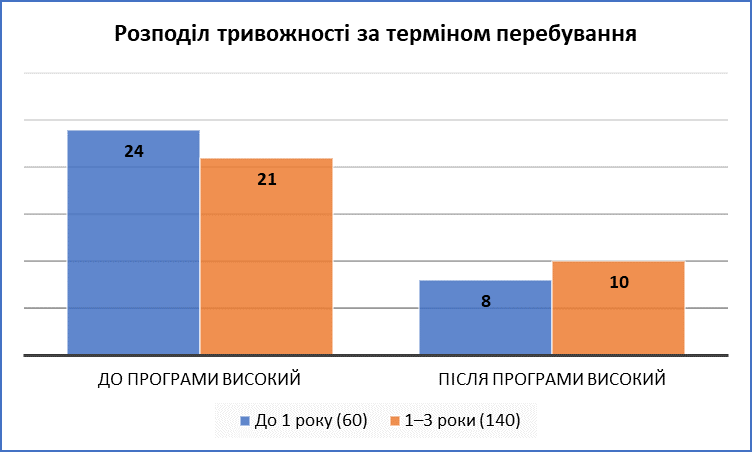 Розподіл тривожності за терміном перебування
24
21
8
10
ДО ПРОГРАМИ ВИСОКИЙ
ПІСЛЯ ПРОГРАМИ ВИСОКИЙ
До 1 року (60)
1–3 роки (140)